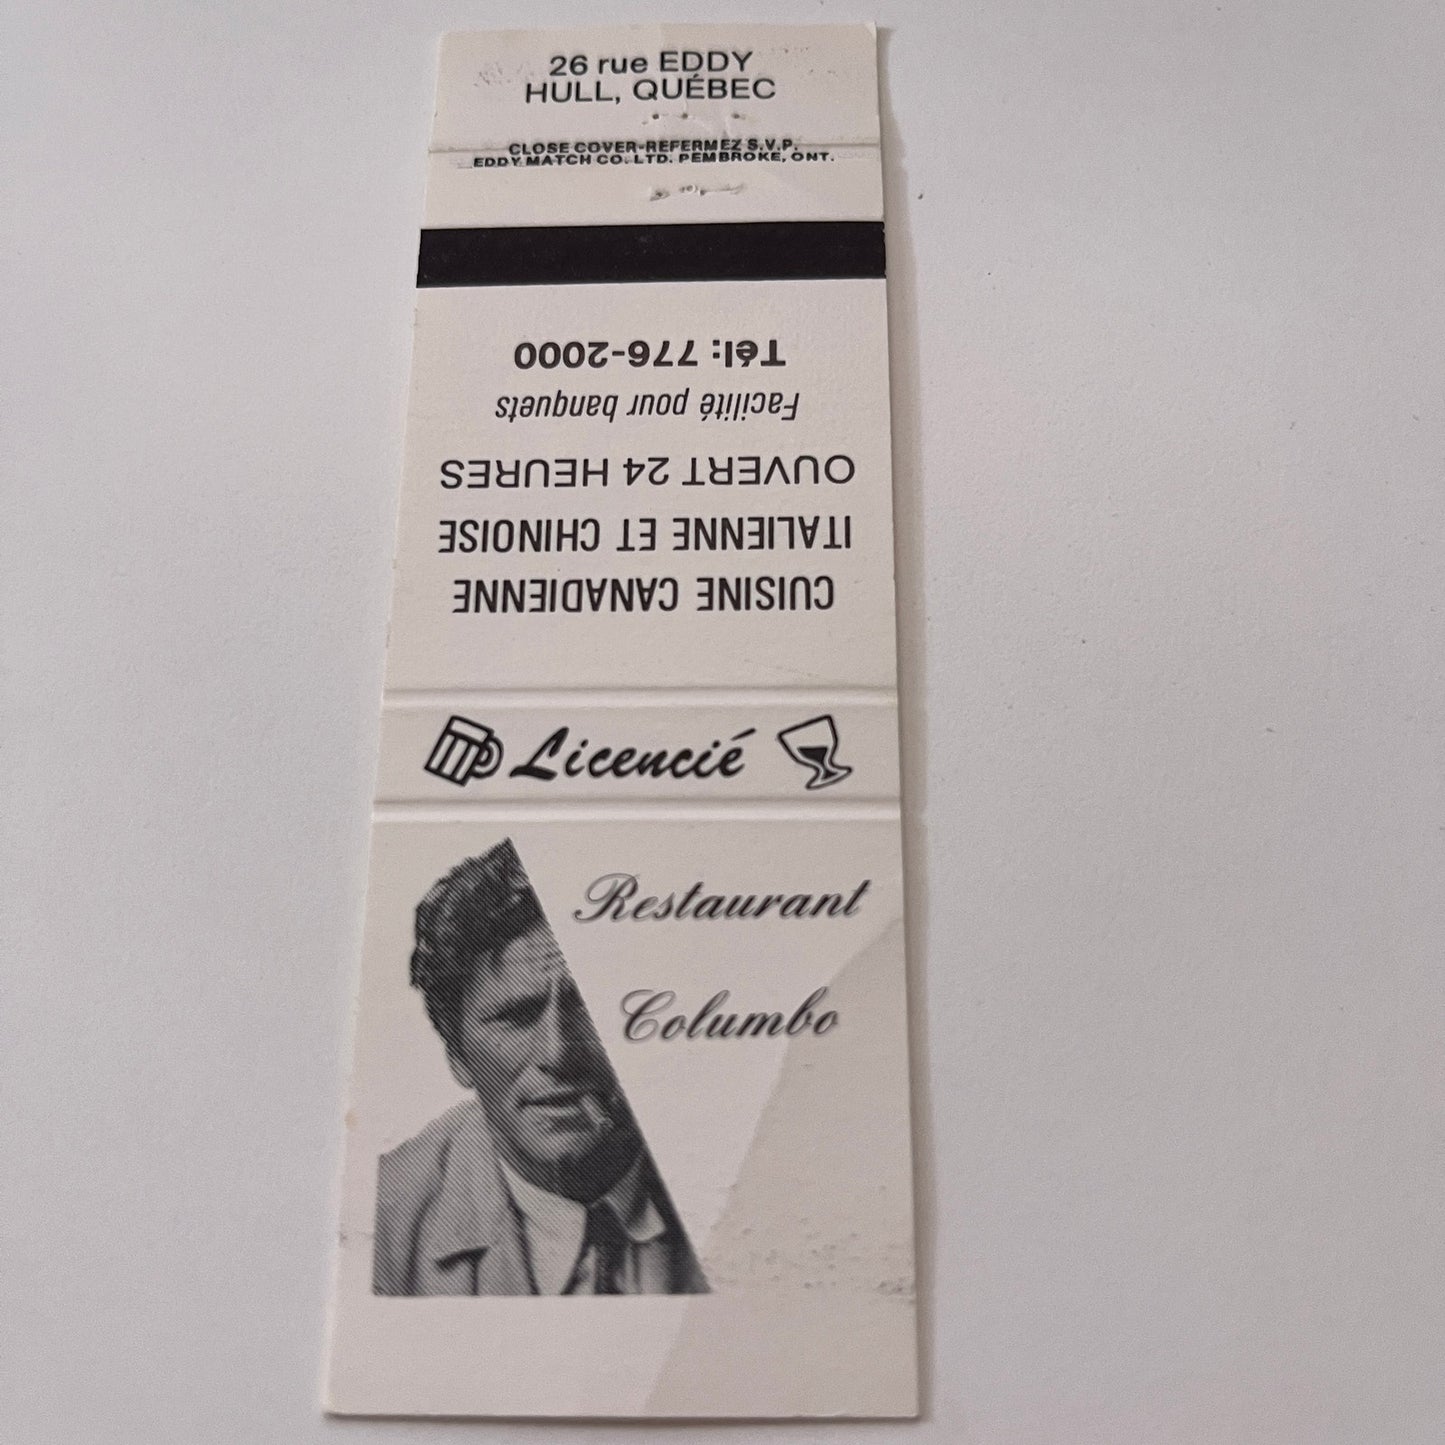 26 rue EDDY
HULL, QUÉBEC
CLOSE COVER-REFERMEZ S.V.P.
EDDY MATCH CO. LTD. PEMBROKE, ONT.
CUISINE CANADIENNE
ITALIENNE ET CHINOISE
OUVERT 24 HEURES
Facilité pour banquets
Tél: 776-2000
Licencié
Restaurant
Columbo